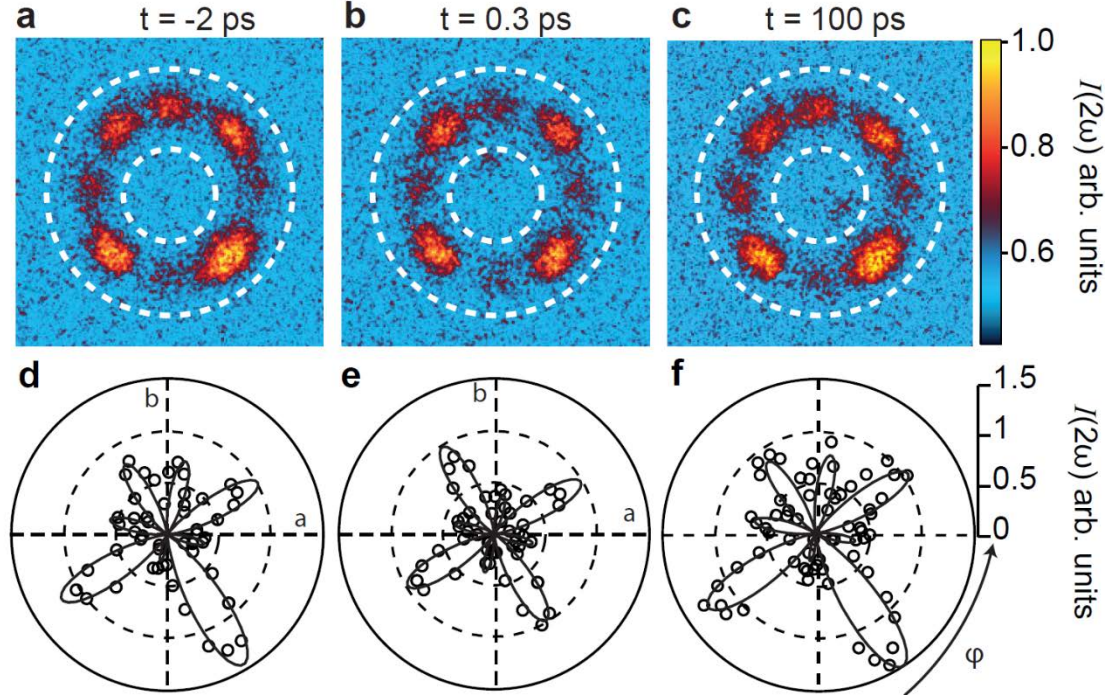 a t = -2 ps
b t = 0.3 ps
c t = 100 ps
1.0
0.8
0.6
I(2ω) arb. units
d
b
a
e
b
a
f
1.5
1
0.5
0
I(2ω) arb. units
φ